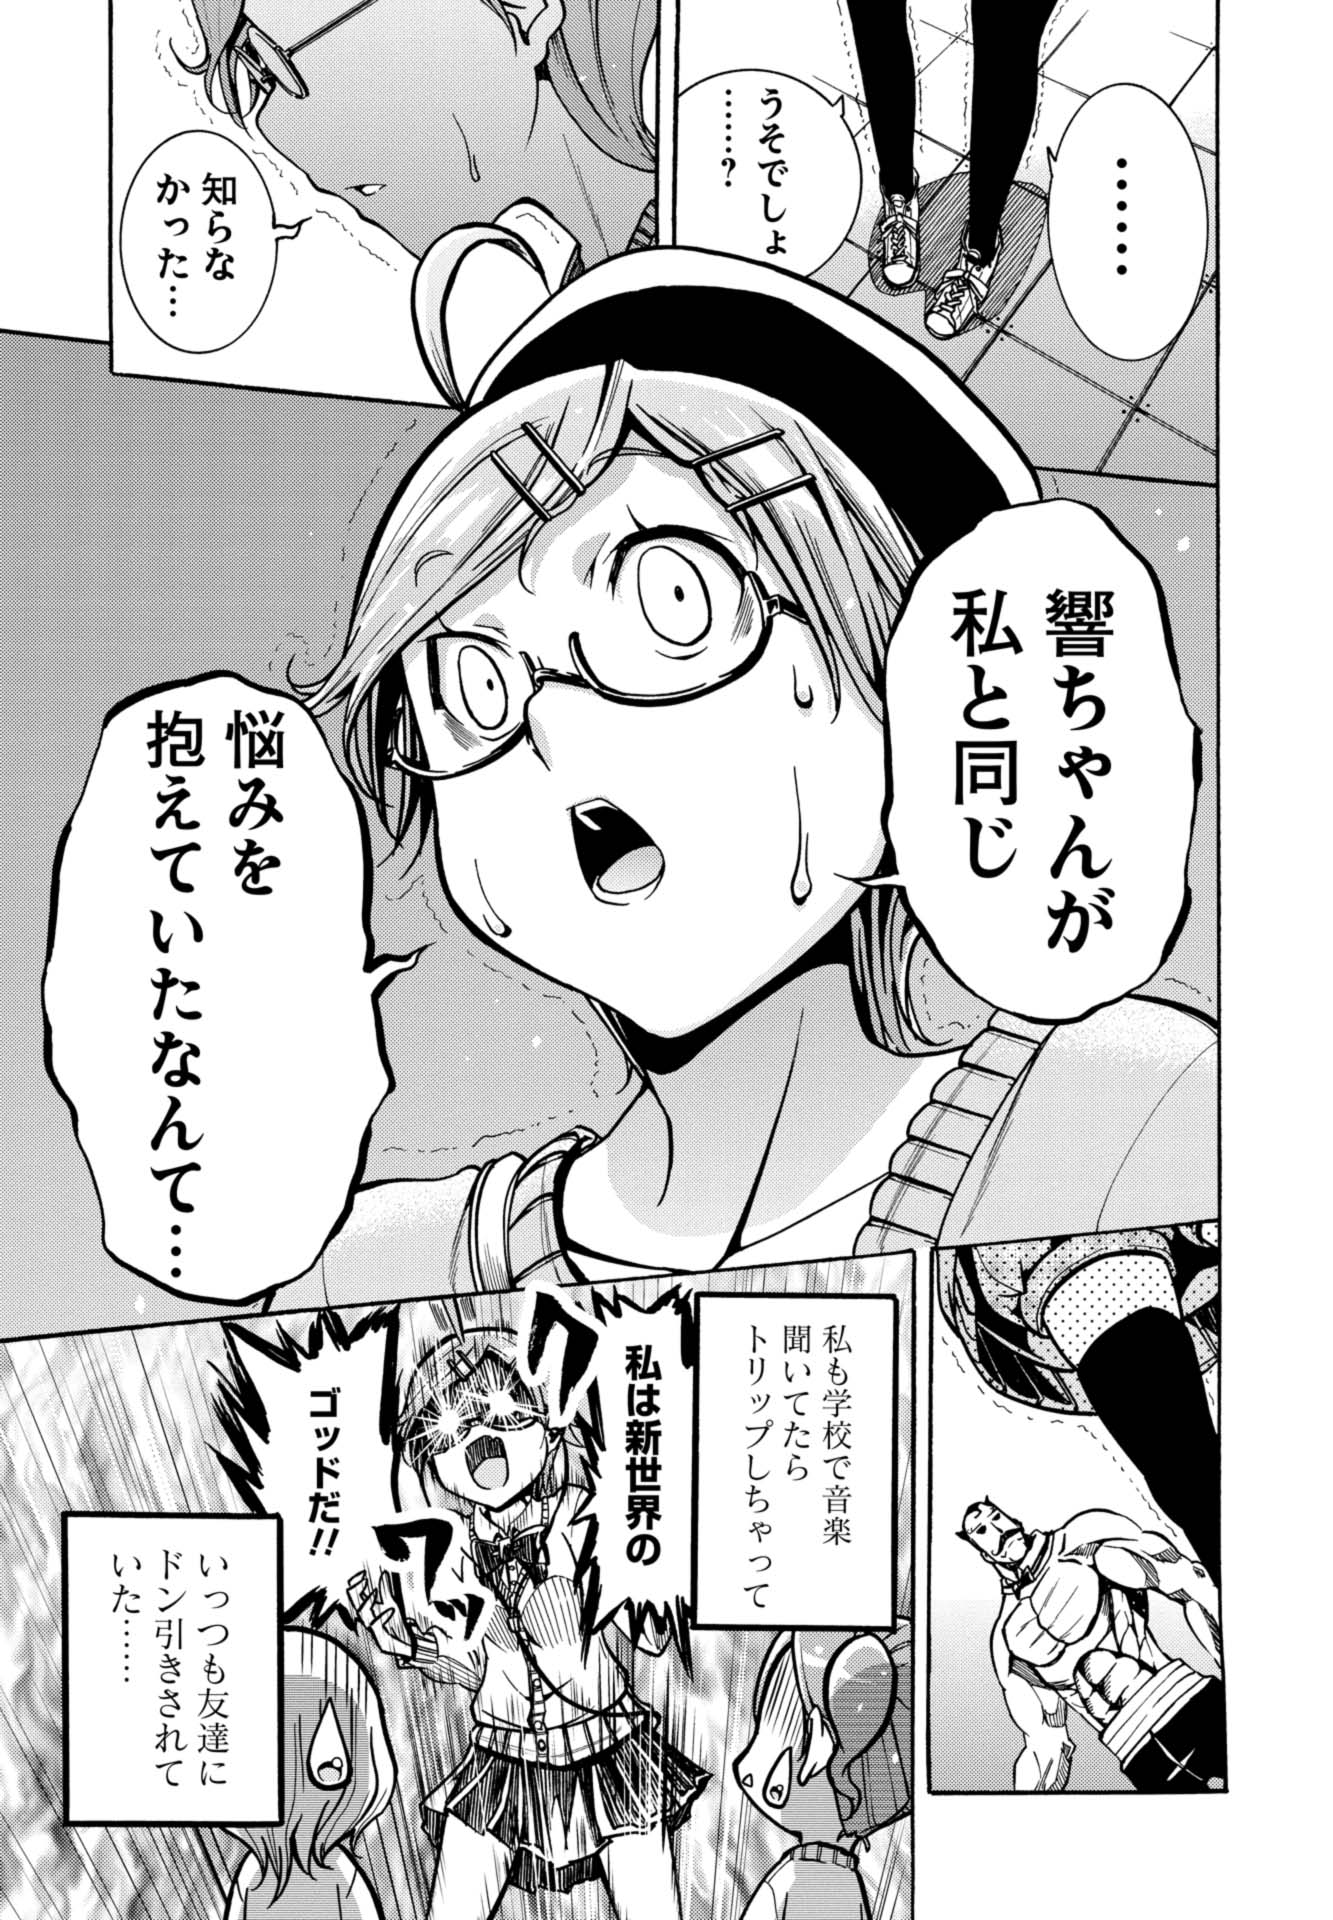 ……
うそでしょ
……？
知らな
かった…
響ちゃんが
私と同じ
悩みを
抱えていたなんて…
私も学校で音楽
聞いてたら
トリップしちゃって
私は新世界の
ゴッドだ!!
いっつも友達に
ドン引きされて
いた……